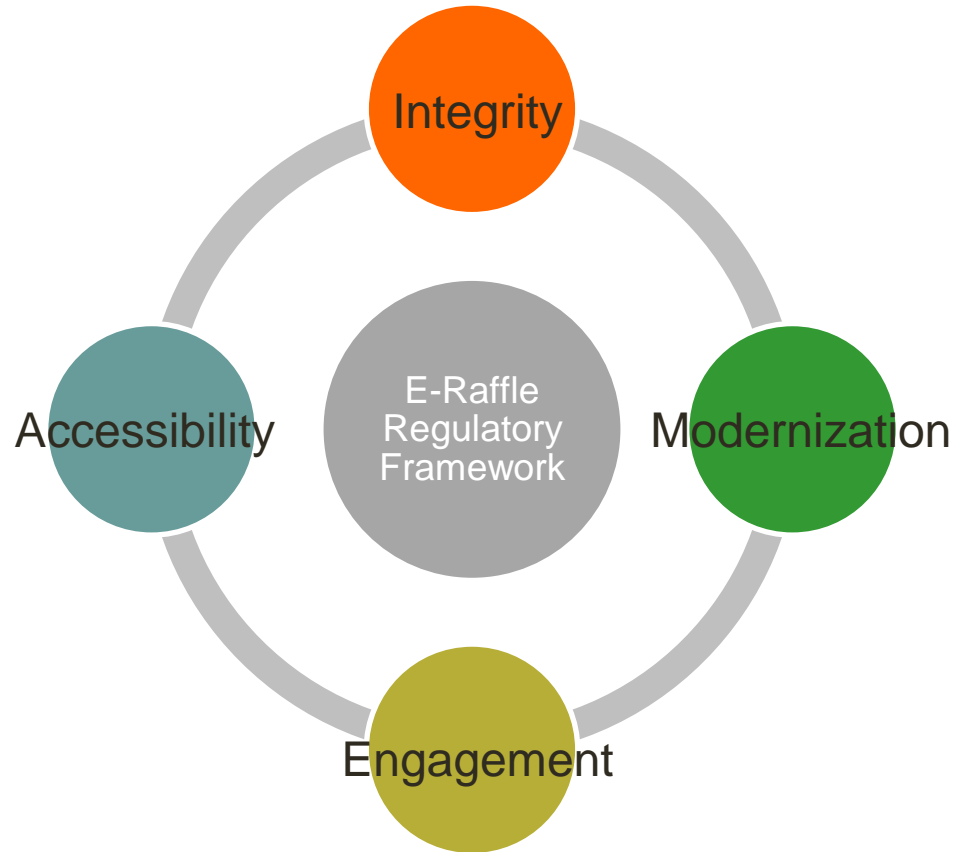 Integrity
Accessibility
E-Raffle
Regulatory
Framework
Modernization
Engagement